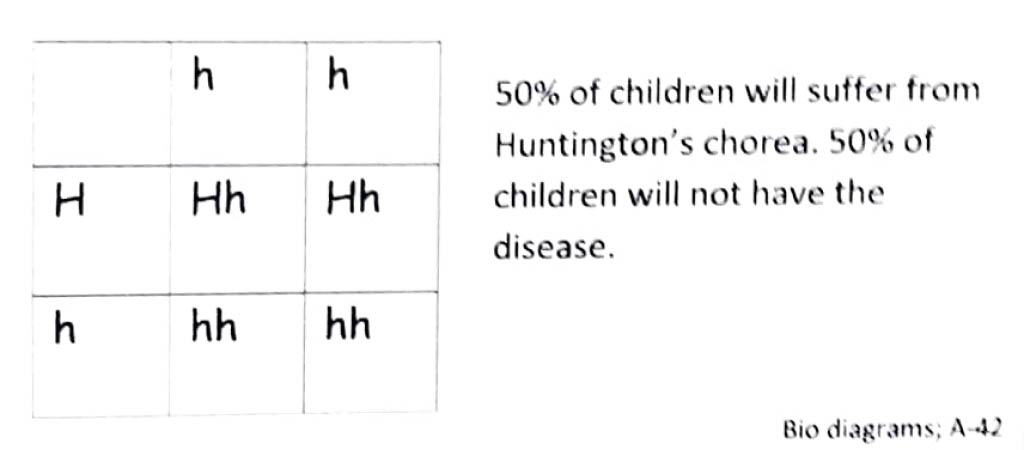 h h
H Hh Hh
h hh hh
50% of children will suffer from
Huntington's chorea. 50% of
children will not have the
disease.
Bio diagrams; A-42